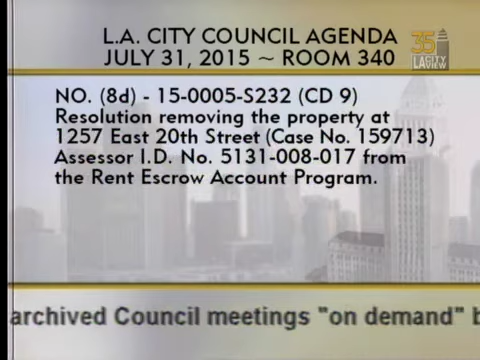 L.A. CITY COUNCIL AGENDA
JULY 31, 2015 ~ ROOM 340
35
LA CITY
VIEW
NO. (8d) - 15-0005-S232 (CD 9)
Resolution removing the property at
1257 East 20th Street (Case No. 159713)
Assessor I.D. No. 5131-008-017 from
the Rent Escrow Account Program.
archived Council meetings "on demand" b